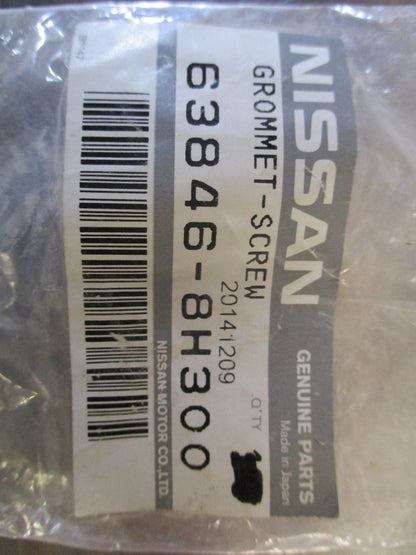 NISSAN GENUINE PARTS
Made in Japan
GROMMET-SCREW
20141209
Q'TY
63846-8H300
NISSAN MOTOR CO.,LTD.